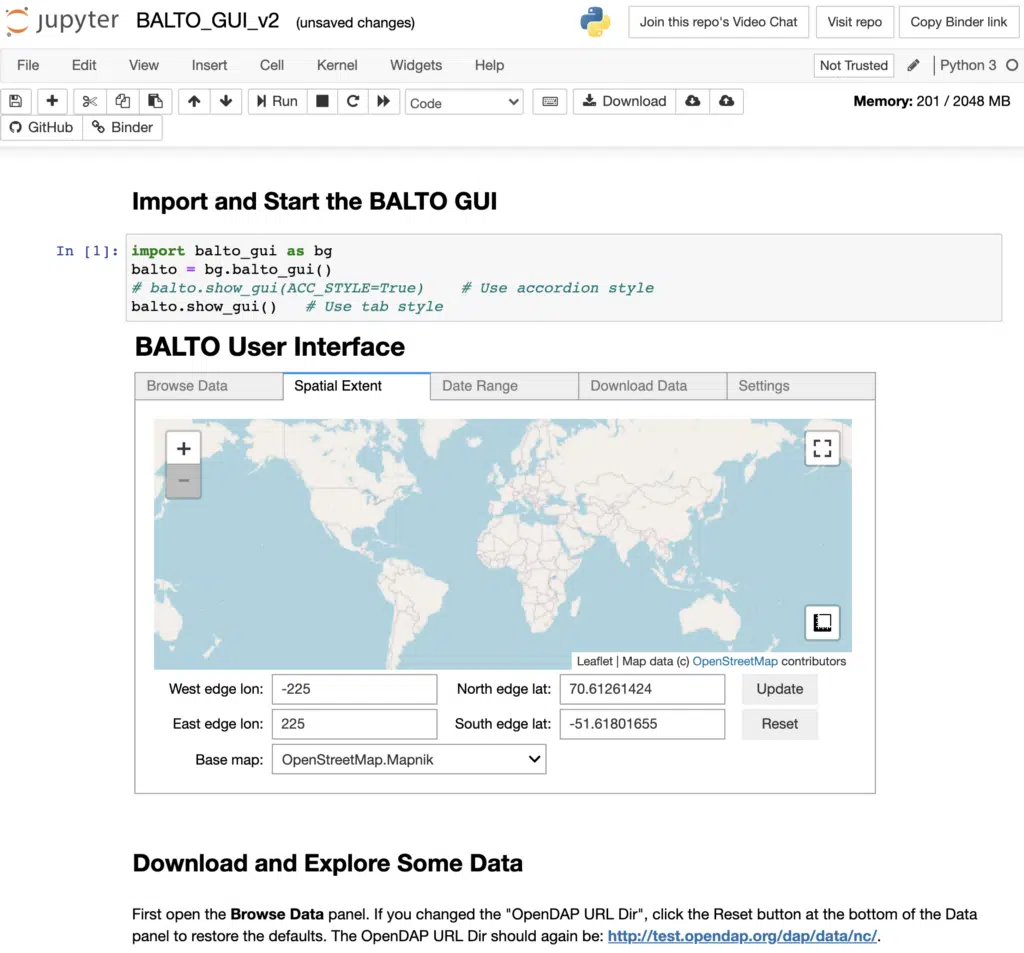 jupyter BALTO_GUI_v2 (unsaved changes) Join this repo's Video Chat Visit repo Copy Binder link
File Edit View Insert Cell Kernel Widgets Help Not Trusted Python 3
Run Code Download Memory: 201 / 2048 MB
GitHub Binder
Import and Start the BALTO GUI
In [1]: import balto_gui as bg
balto = bg.balto_gui()
# balto.show_gui(ACC_STYLE=True)    # Use accordion style
balto.show_gui()   # Use tab style
BALTO User Interface
Browse Data Spatial Extent Date Range Download Data Settings
+
−
Leaflet | Map data (c) OpenStreetMap contributors
West edge lon: -225 North edge lat: 70.61261424 Update
East edge lon: 225 South edge lat: -51.61801655 Reset
Base map: OpenStreetMap.Mapnik
Download and Explore Some Data
First open the Browse Data panel. If you changed the "OpenDAP URL Dir", click the Reset button at the bottom of the Data
panel to restore the defaults. The OpenDAP URL Dir should again be: http://test.opendap.org/dap/data/nc/.